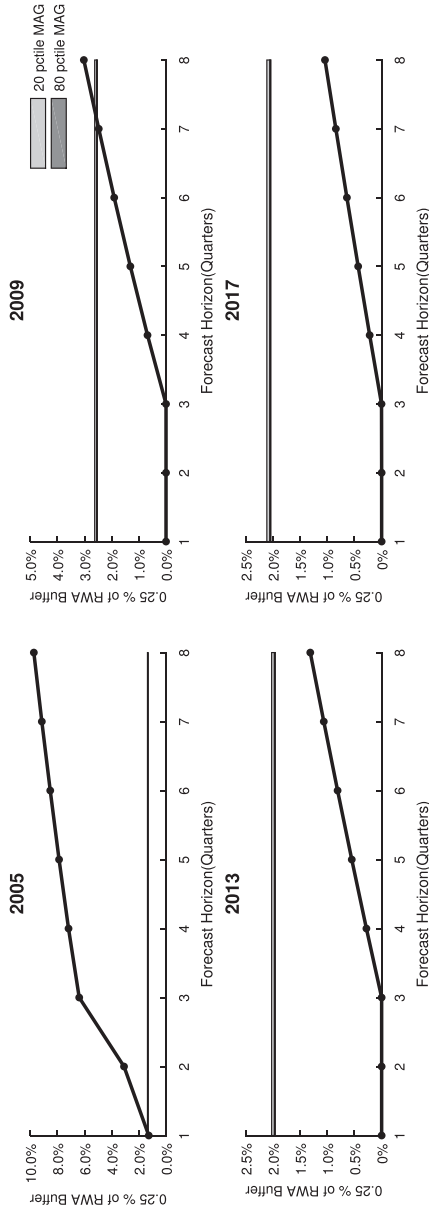 2005
0.25 % of RWA Buffer
10.0%
8.0%
6.0%
4.0%
2.0%
0.0%
1 2 3 4 5 6 7 8
Forecast Horizon(Quarters)
2009
20 pctile MAG
80 pctile MAG
0.25 % of RWA Buffer
5.0%
4.0%
3.0%
2.0%
1.0%
0.0%
1 2 3 4 5 6 7 8
Forecast Horizon(Quarters)
2013
0.25 % of RWA Buffer
2.5%
2.0%
1.5%
1.0%
0.5%
0%
1 2 3 4 5 6 7 8
Forecast Horizon(Quarters)
2017
0.25 % of RWA Buffer
2.5%
2.0%
1.5%
1.0%
0.5%
0%
1 2 3 4 5 6 7 8
Forecast Horizon(Quarters)